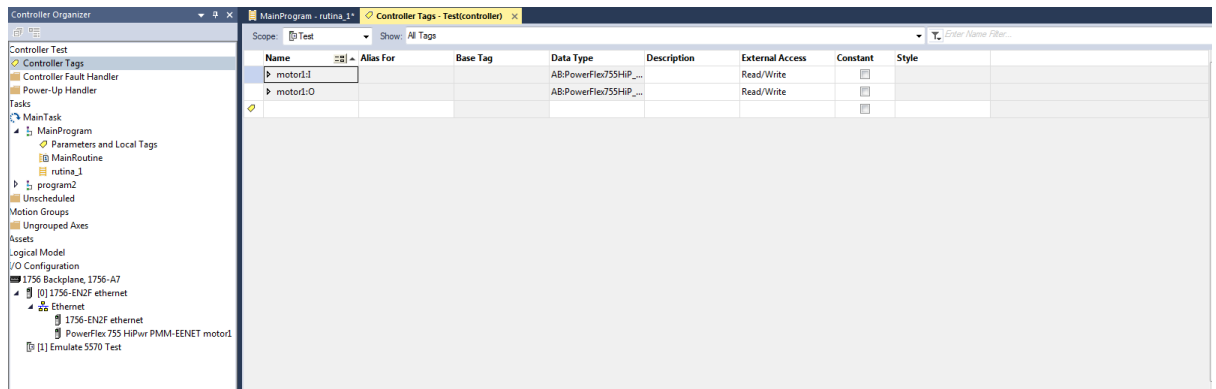 Controller Organizer
MainProgram - rutina_1*
Controller Tags - Test(controller)
Scope: Test Show: All Tags Enter Name Filter...
Name Alias For Base Tag Data Type Description External Access Constant Style
motor1:I AB:PowerFlex755HiP_... Read/Write
motor1:O AB:PowerFlex755HiP_... Read/Write
Controller Test
Controller Tags
Controller Fault Handler
Power-Up Handler
Tasks
MainTask
MainProgram
Parameters and Local Tags
MainRoutine
rutina_1
program2
Unscheduled
Motion Groups
Ungrouped Axes
Assets
Logical Model
I/O Configuration
1756 Backplane, 1756-A7
[0] 1756-EN2F ethernet
Ethernet
1756-EN2F ethernet
PowerFlex 755 HiPwr PMM-EENET motor1
[1] Emulate 5570 Test